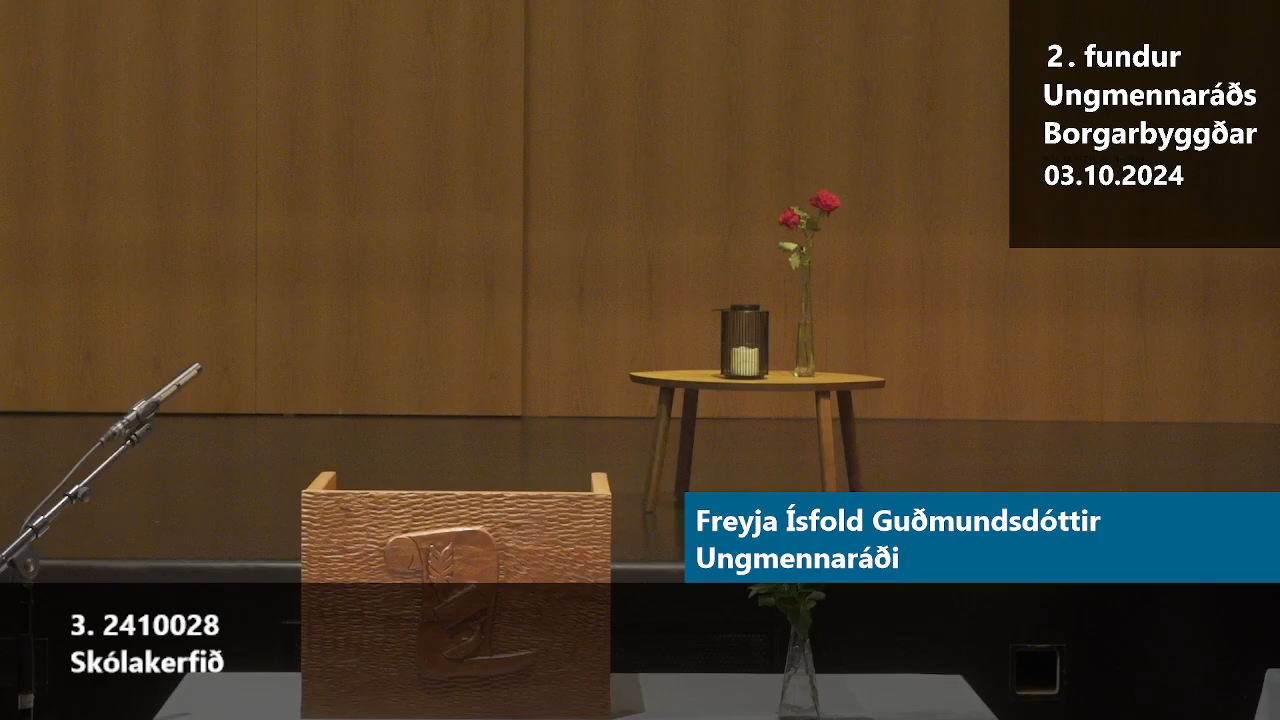 2. fundur
Ungmennaráðs
Borgarbyggðar
03.10.2024
Freyja Ísfold Guðmundsdóttir
Ungmennaráði
3. 2410028
Skólakerfið